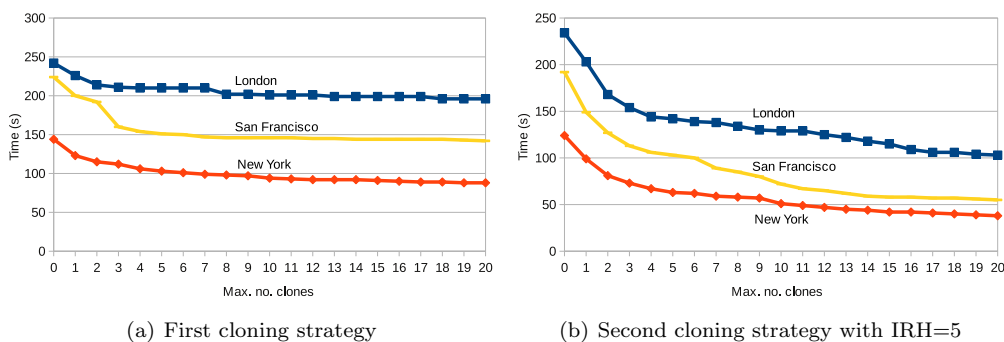 300
250
200
150
100
50
0
Time (s)
London
San Francisco
New York
0 1 2 3 4 5 6 7 8 9 10 11 12 13 14 15 16 17 18 19 20
Max. no. clones
(a) First cloning strategy
250
200
150
100
50
0
Time (s)
London
San Francisco
New York
0 1 2 3 4 5 6 7 8 9 10 11 12 13 14 15 16 17 18 19 20
Max. no. clones
(b) Second cloning strategy with IRH=5